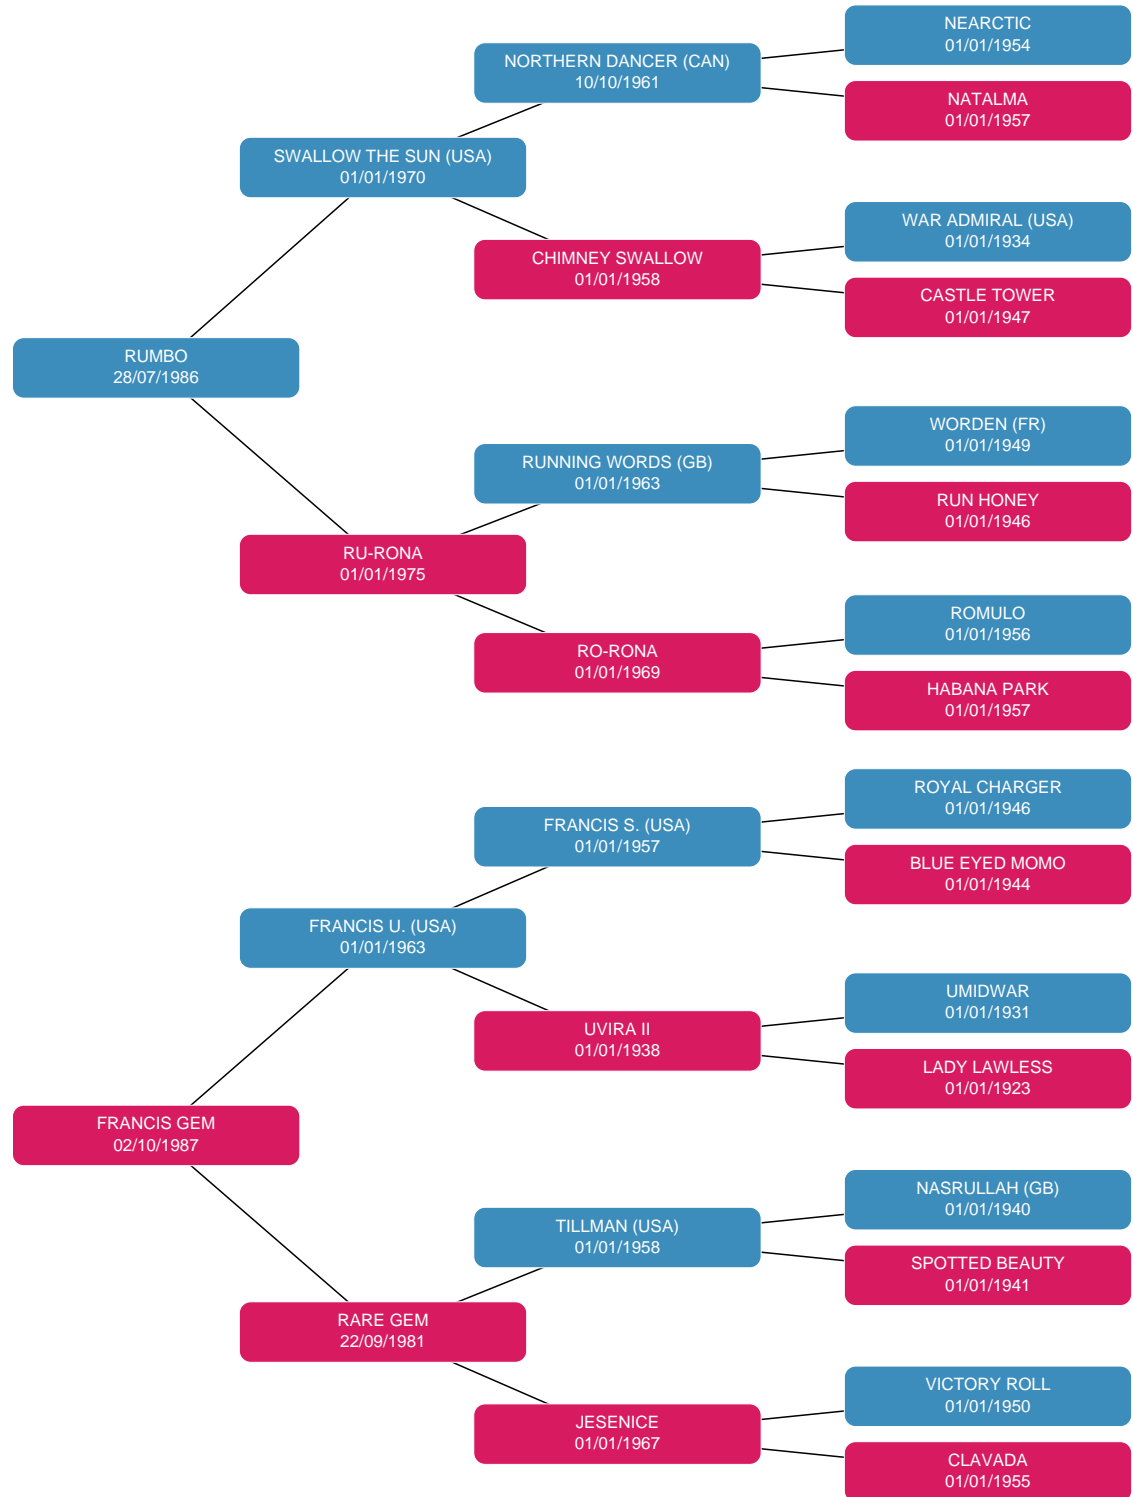 NEARCTIC
01/01/1954
NORTHERN DANCER (CAN)
10/10/1961
NATALMA
01/01/1957
SWALLOW THE SUN (USA)
01/01/1970
WAR ADMIRAL (USA)
01/01/1934
CHIMNEY SWALLOW
01/01/1958
CASTLE TOWER
01/01/1947
RUMBO
28/07/1986
WORDEN (FR)
01/01/1949
RUNNING WORDS (GB)
01/01/1963
RUN HONEY
01/01/1946
RU-RONA
01/01/1975
ROMULO
01/01/1956
RO-RONA
01/01/1969
HABANA PARK
01/01/1957
ROYAL CHARGER
01/01/1946
FRANCIS S. (USA)
01/01/1957
BLUE EYED MOMO
01/01/1944
FRANCIS U. (USA)
01/01/1963
UMIDWAR
01/01/1931
UVIRA II
01/01/1938
LADY LAWLESS
01/01/1923
FRANCIS GEM
02/10/1987
NASRULLAH (GB)
01/01/1940
TILLMAN (USA)
01/01/1958
SPOTTED BEAUTY
01/01/1941
RARE GEM
22/09/1981
VICTORY ROLL
01/01/1950
JESENICE
01/01/1967
CLAVADA
01/01/1955